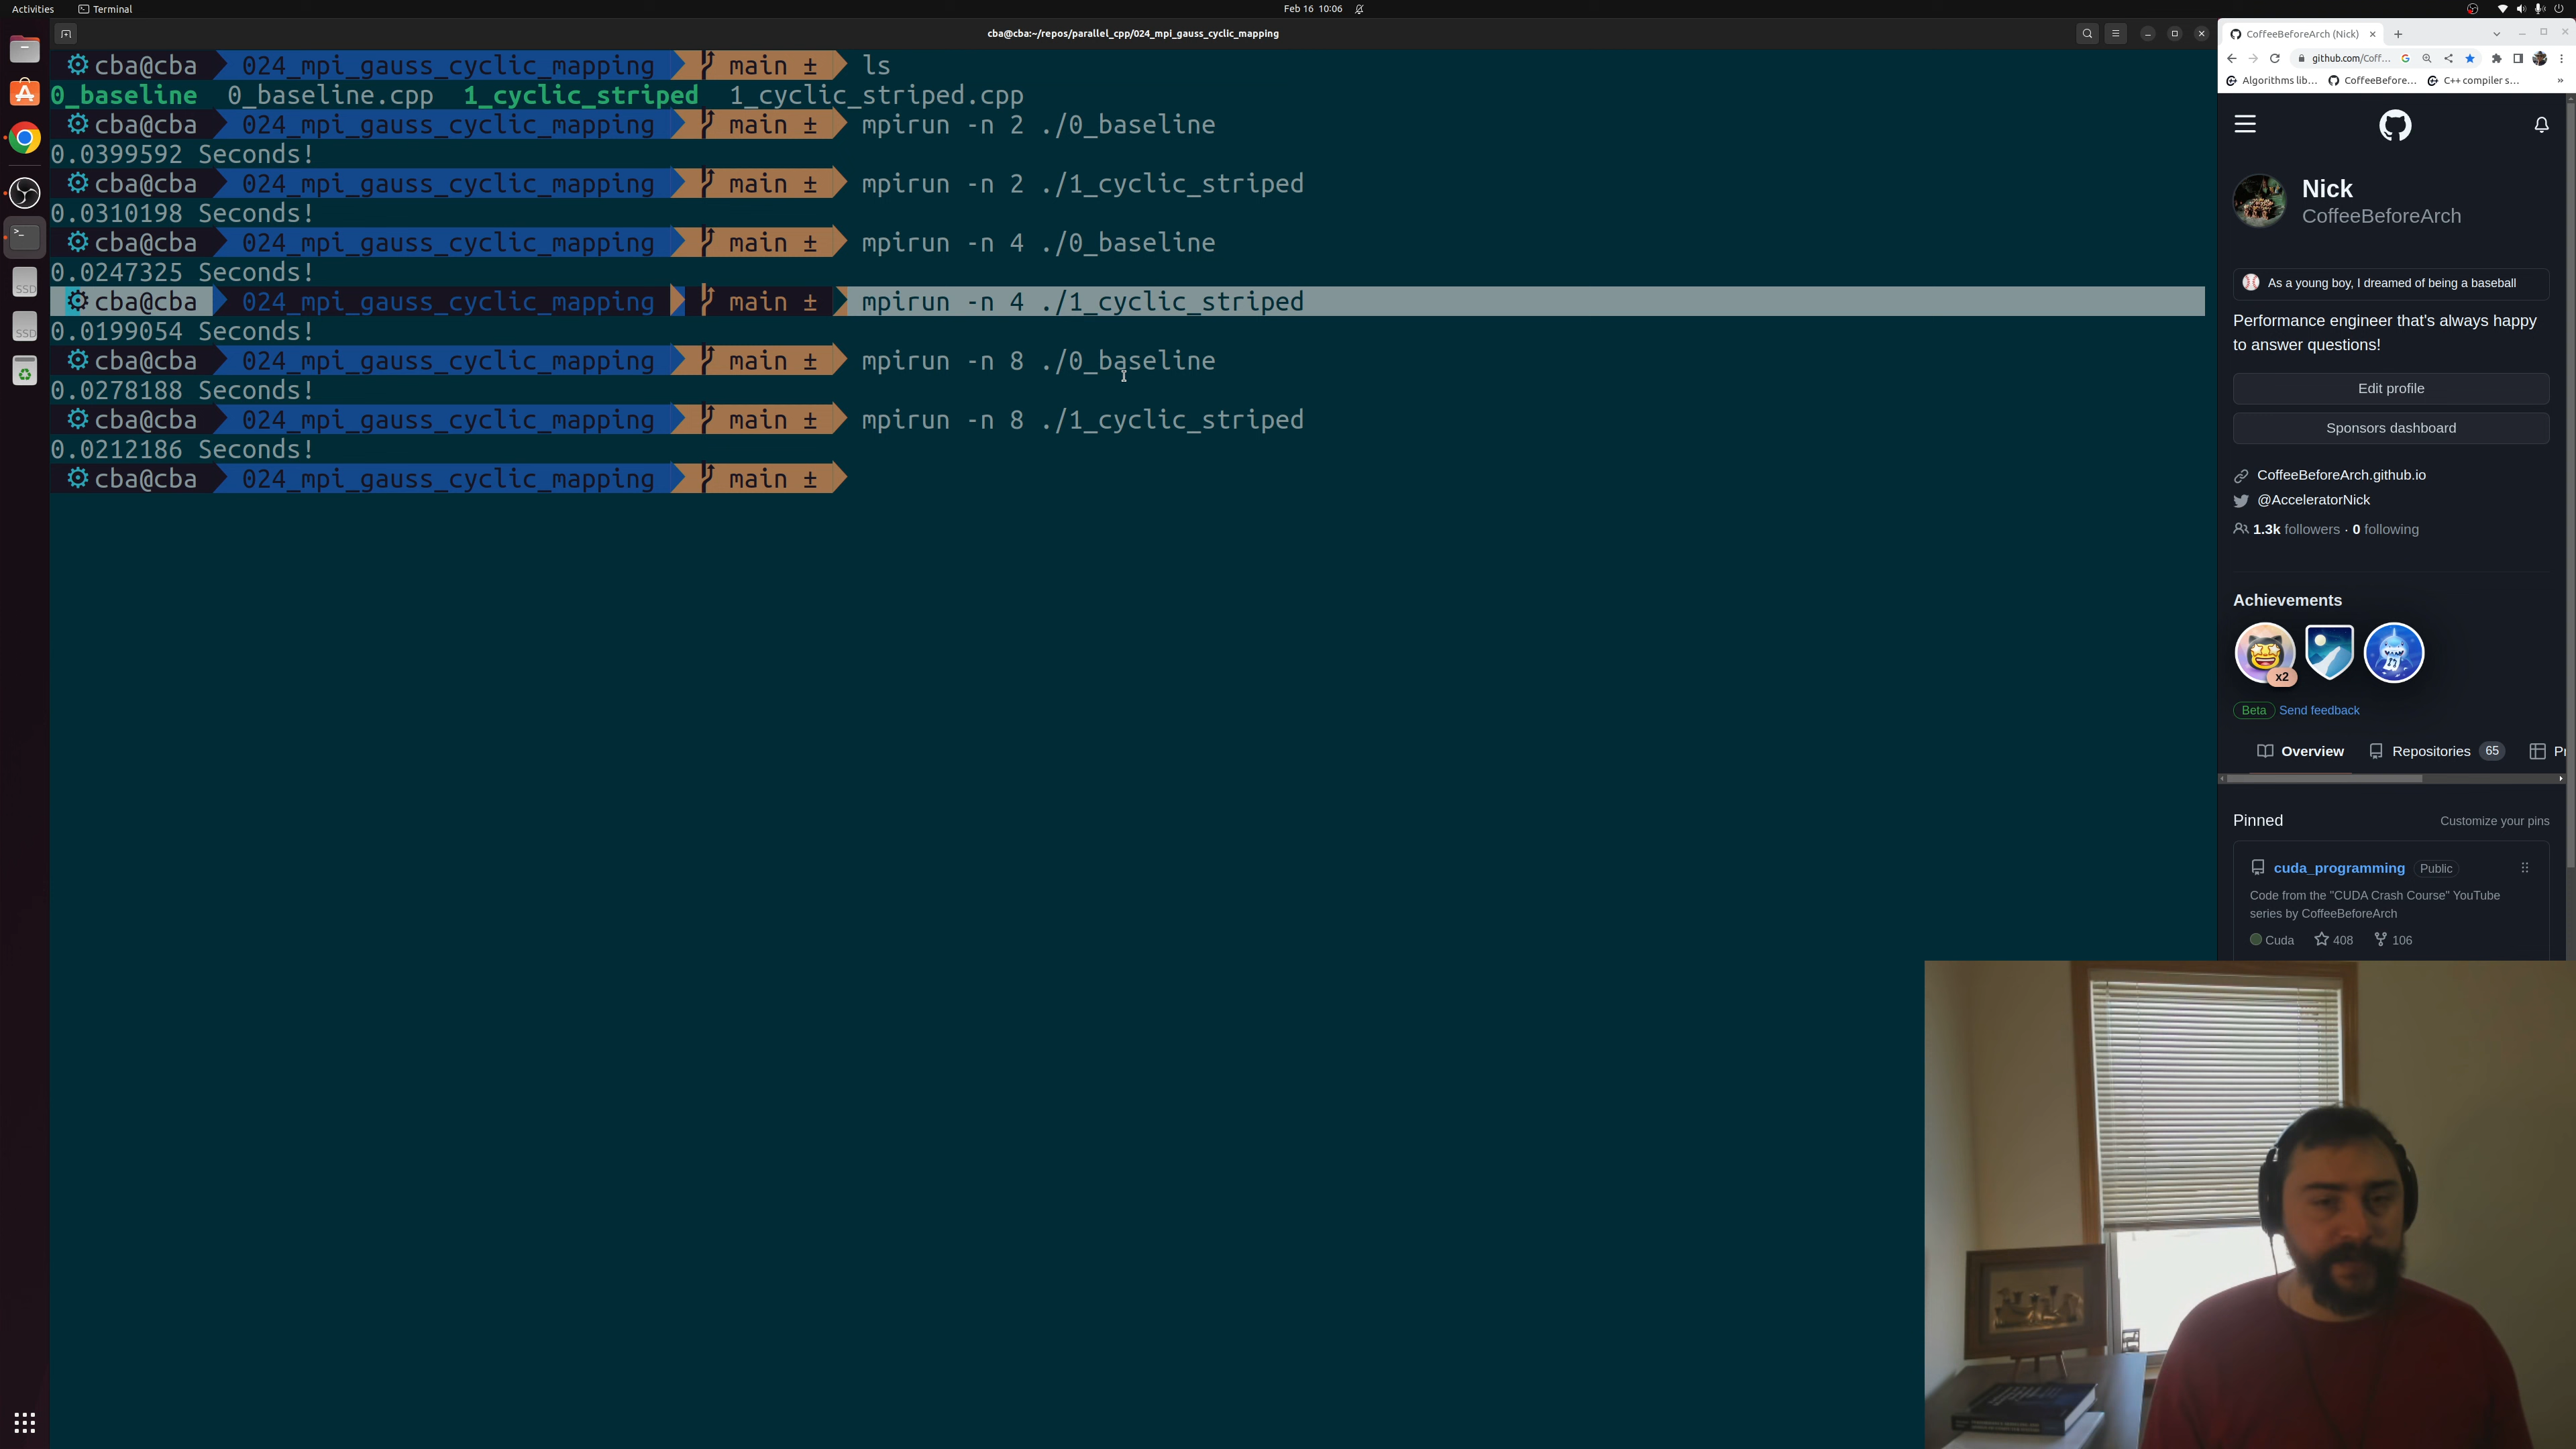 Activities
Terminal
Feb 16 10:06
cba@cba:~/repos/parallel_cpp/024_mpi_gauss_cyclic_mapping
cba@cba 024_mpi_gauss_cyclic_mapping main ± ls
0_baseline 0_baseline.cpp 1_cyclic_striped 1_cyclic_striped.cpp
cba@cba 024_mpi_gauss_cyclic_mapping main ± mpirun -n 2 ./0_baseline
0.0399592 Seconds!
cba@cba 024_mpi_gauss_cyclic_mapping main ± mpirun -n 2 ./1_cyclic_striped
0.0310198 Seconds!
cba@cba 024_mpi_gauss_cyclic_mapping main ± mpirun -n 4 ./0_baseline
0.0247325 Seconds!
cba@cba 024_mpi_gauss_cyclic_mapping main ± mpirun -n 4 ./1_cyclic_striped
0.0199054 Seconds!
cba@cba 024_mpi_gauss_cyclic_mapping main ± mpirun -n 8 ./0_baseline
0.0278188 Seconds!
cba@cba 024_mpi_gauss_cyclic_mapping main ± mpirun -n 8 ./1_cyclic_striped
0.0212186 Seconds!
cba@cba 024_mpi_gauss_cyclic_mapping main ±
SSD
SSD
CoffeeBeforeArch (Nick)
github.com/Coff...
Algorithms lib... CoffeeBefore... C++ compiler s... »
Nick
CoffeeBeforeArch
As a young boy, I dreamed of being a baseball
Performance engineer that's always happy
to answer questions!
Edit profile
Sponsors dashboard
CoffeeBeforeArch.github.io
@AcceleratorNick
1.3k followers · 0 following
Achievements
x2
Beta Send feedback
Overview Repositories 65 Pr
Pinned Customize your pins
cuda_programming Public
Code from the "CUDA Crash Course" YouTube
series by CoffeeBeforeArch
Cuda 408 106